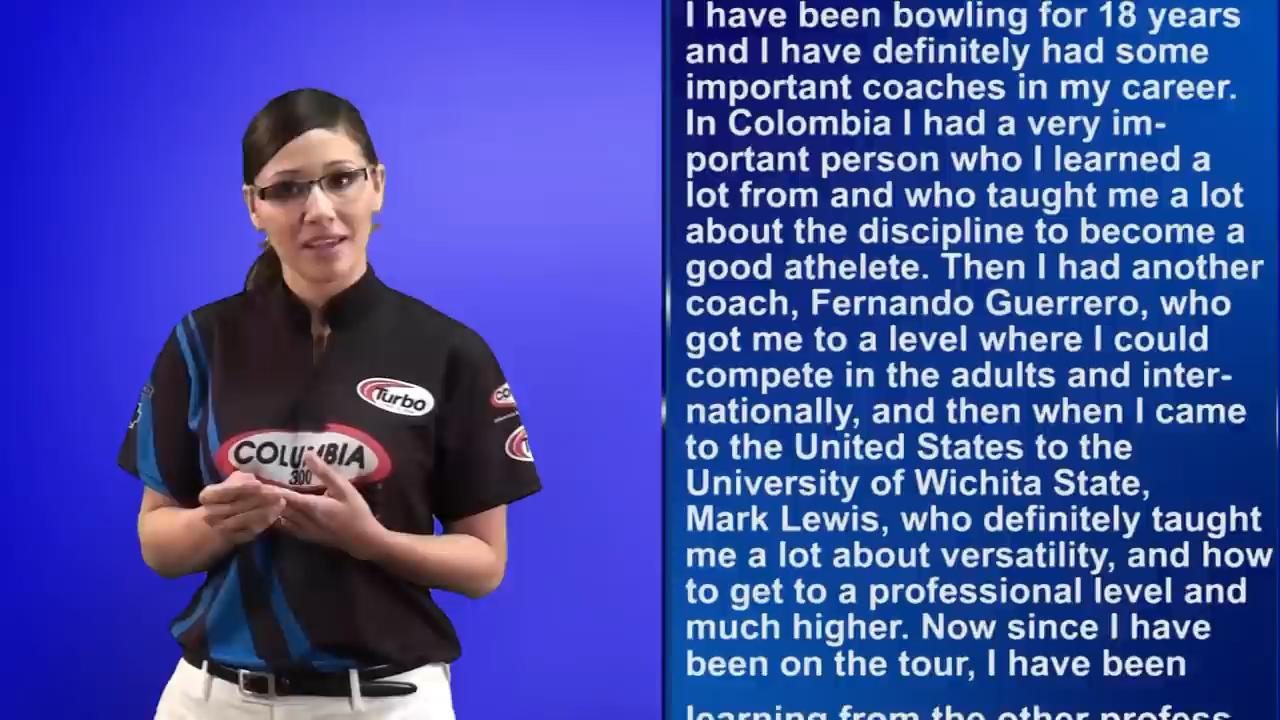 I have been bowling for 18 years
and I have definitely had some
important coaches in my career.
In Colombia I had a very im-
portant person who I learned a
lot from and who taught me a lot
about the discipline to become a
good athelete. Then I had another
coach, Fernando Guerrero, who
got me to a level where I could
compete in the adults and inter-
nationally, and then when I came
to the United States to the
University of Wichita State,
Mark Lewis, who definitely taught
me a lot about versatility, and how
to get to a professional level and
much higher. Now since I have
been on the tour, I have been
learning from the other profess
Turbo
COLUMBIA
300